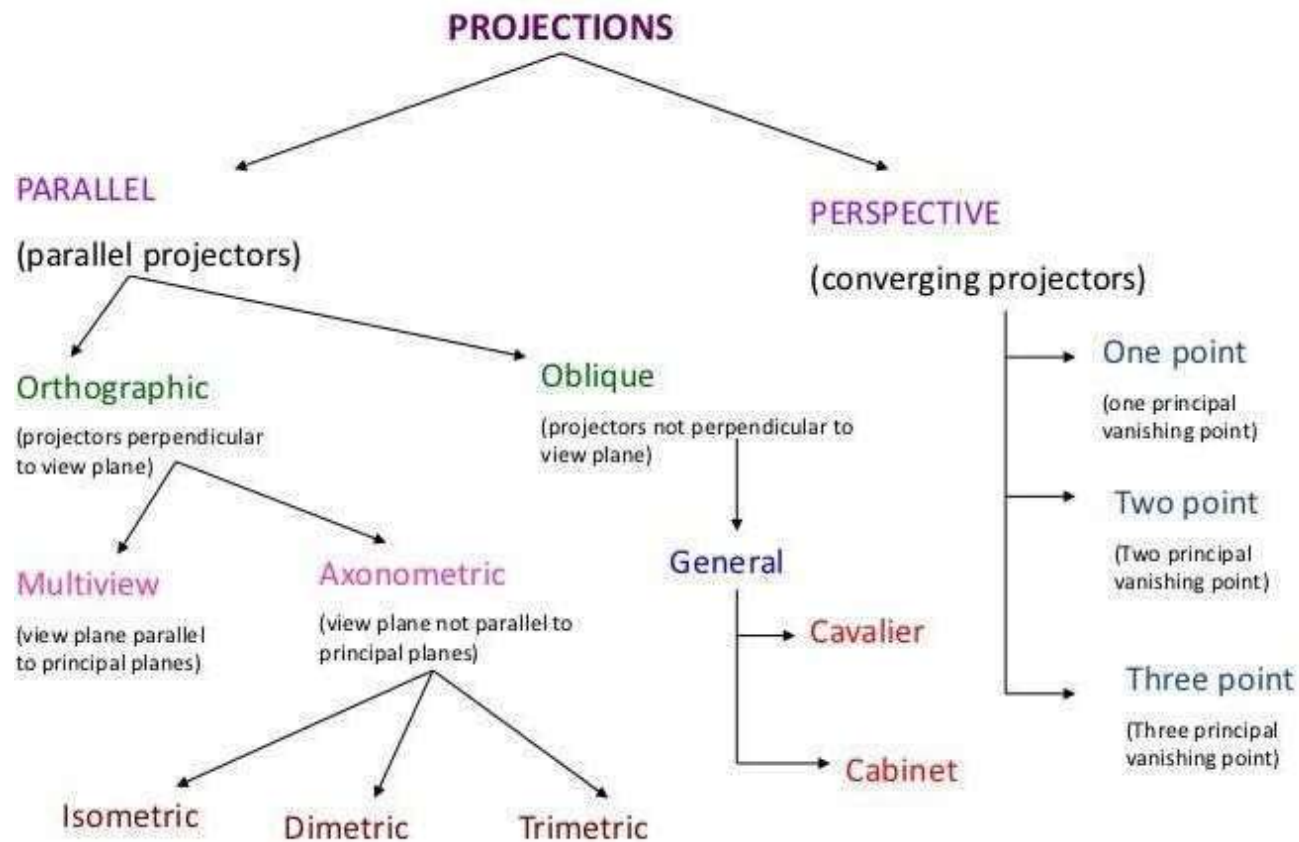 PROJECTIONS
PARALLEL
(parallel projectors)
PERSPECTIVE
(converging projectors)
Orthographic
(projectors perpendicular
to view plane)
Oblique
(projectors not perpendicular to
view plane)
One point
(one principal
vanishing point)
Two point
(Two principal
vanishing point)
Three point
(Three principal
vanishing point)
Multiview
(view plane parallel
to principal planes)
Axonometric
(view plane not parallel to
principal planes)
General
Cavalier
Cabinet
Isometric
Dimetric
Trimetric